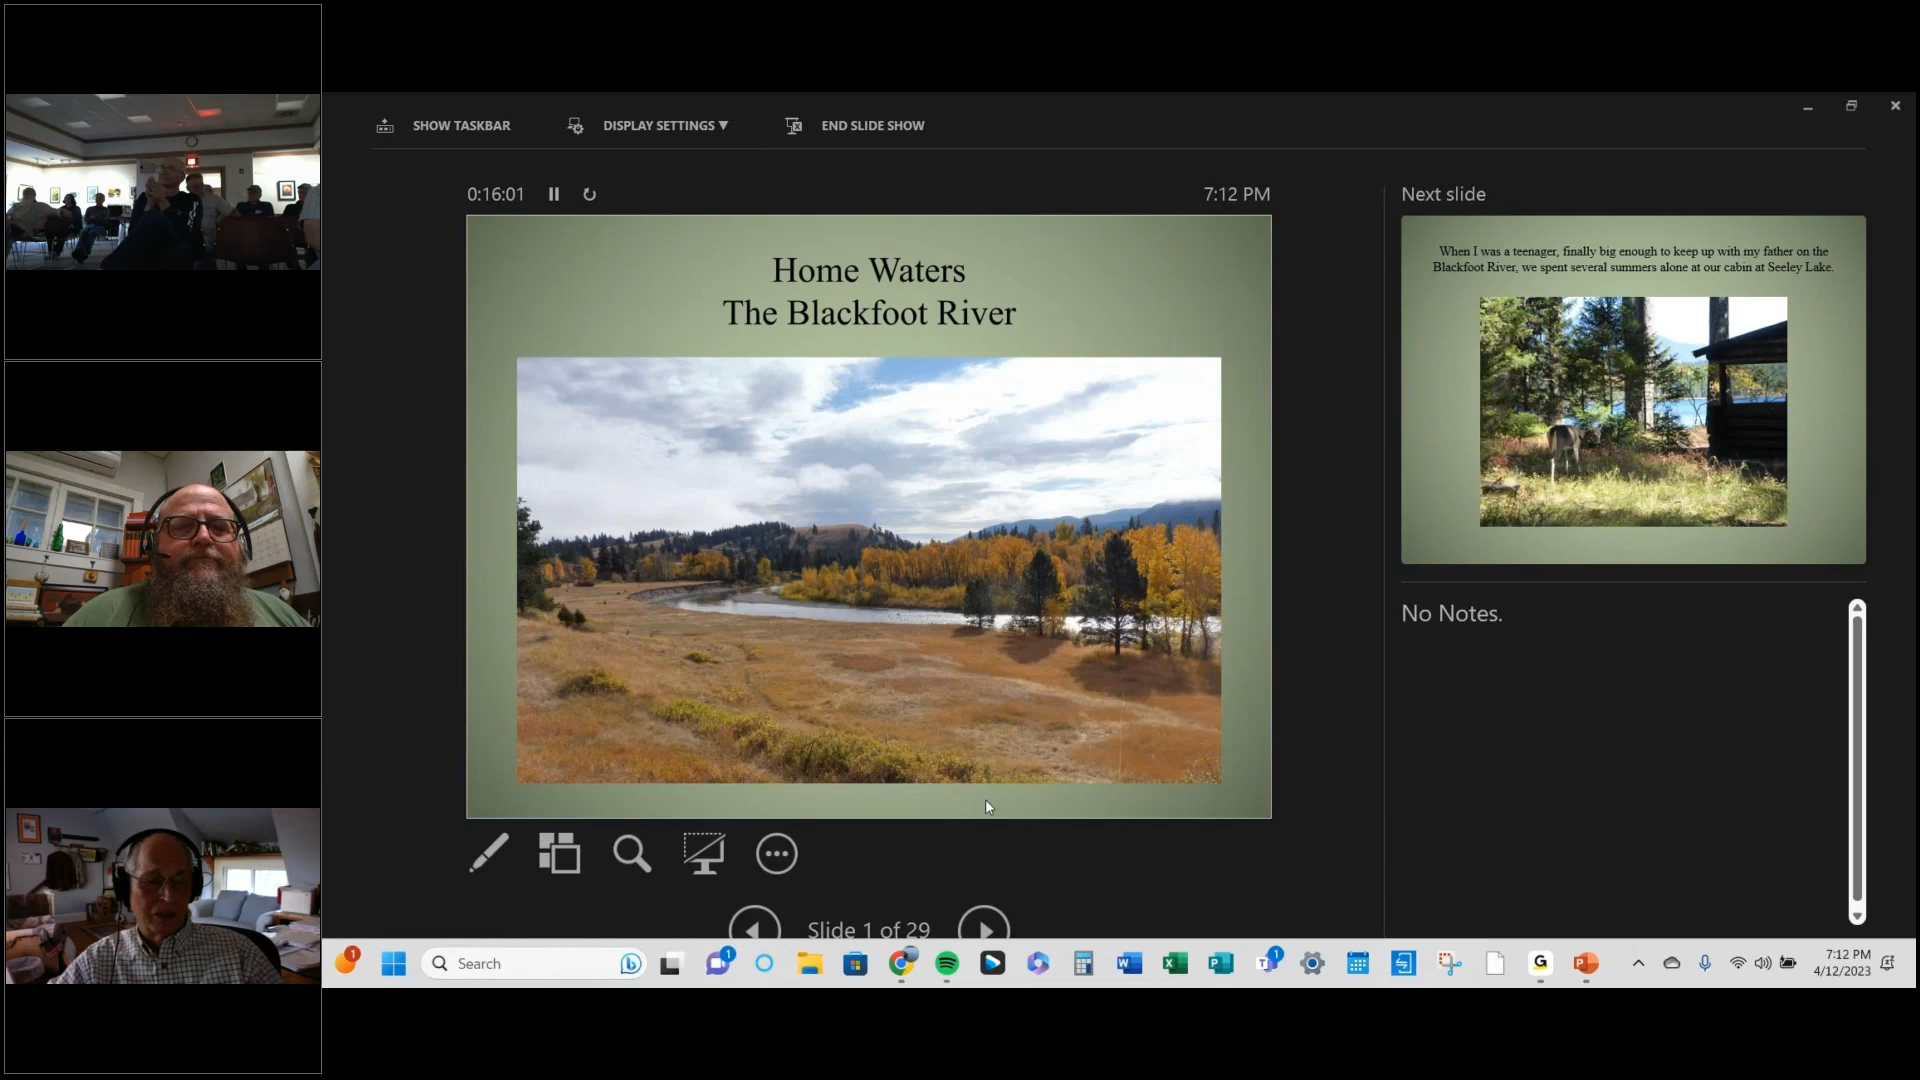 SHOW TASKBAR
DISPLAY SETTINGS ▼
END SLIDE SHOW
0:16:01
7:12 PM
Next slide
Home Waters
The Blackfoot River
When I was a teenager, finally big enough to keep up with my father on the
Blackfoot River, we spent several summers alone at our cabin at Seeley Lake.
No Notes.
Slide 1 of 29
1
Search
1
1
7:12 PM
4/12/2023